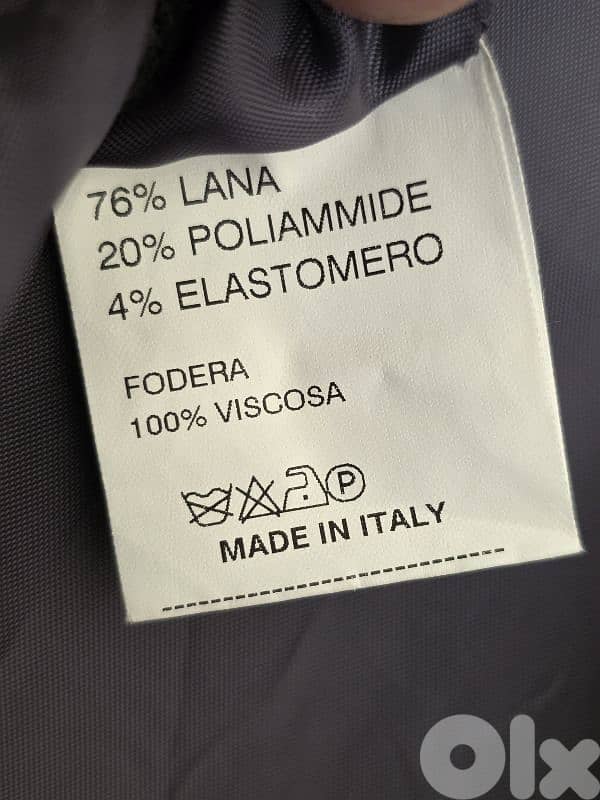 76% LANA
20% POLIAMMIDE
4% ELASTOMERO
FODERA
100% VISCOSA
P
MADE IN ITALY
Olx